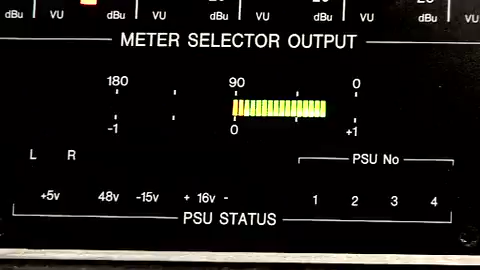 dBu VU dBu VU dBu VU dBu VU
METER SELECTOR OUTPUT
180 90 0
-1 0 +1
L R
PSU No
+5v 48v -15v + 16v - 1 2 3 4
PSU STATUS